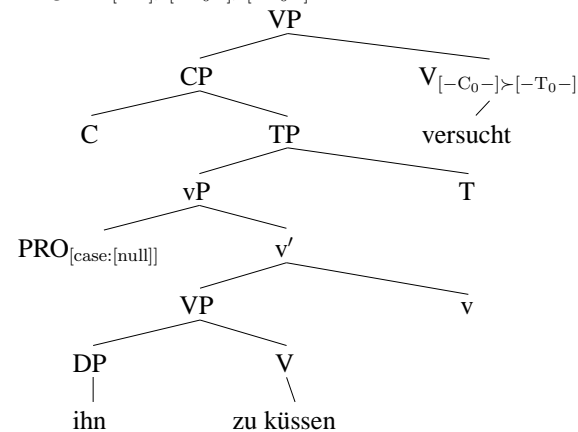 VP
CP V[−C₀−]≻[−T₀−]
C TP versucht
vP T
PRO[case:[null]] v′
VP v
DP V
ihn zu küssen